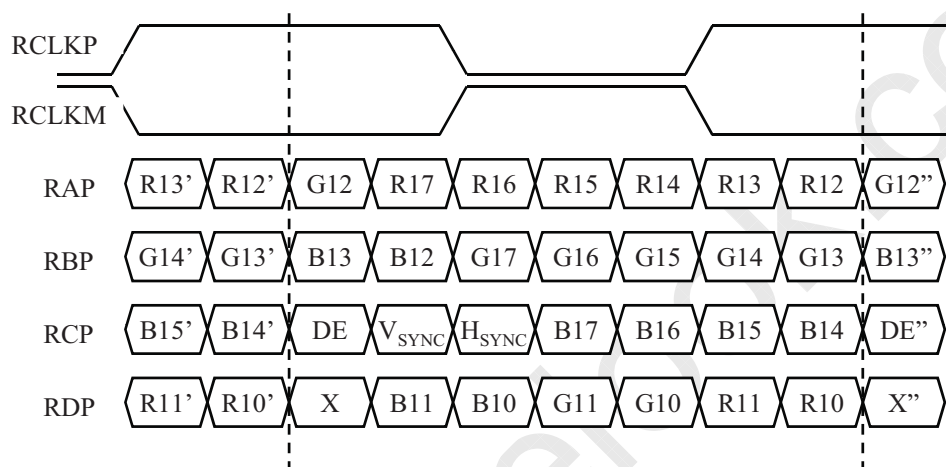 RCLKP
RCLKM
RAP R13’ R12’ G12 R17 R16 R15 R14 R13 R12 G12”
RBP G14’ G13’ B13 B12 G17 G16 G15 G14 G13 B13”
RCP B15’ B14’ DE VSYNC HSYNC B17 B16 B15 B14 DE”
RDP R11’ R10’ X B11 B10 G11 G10 R11 R10 X”